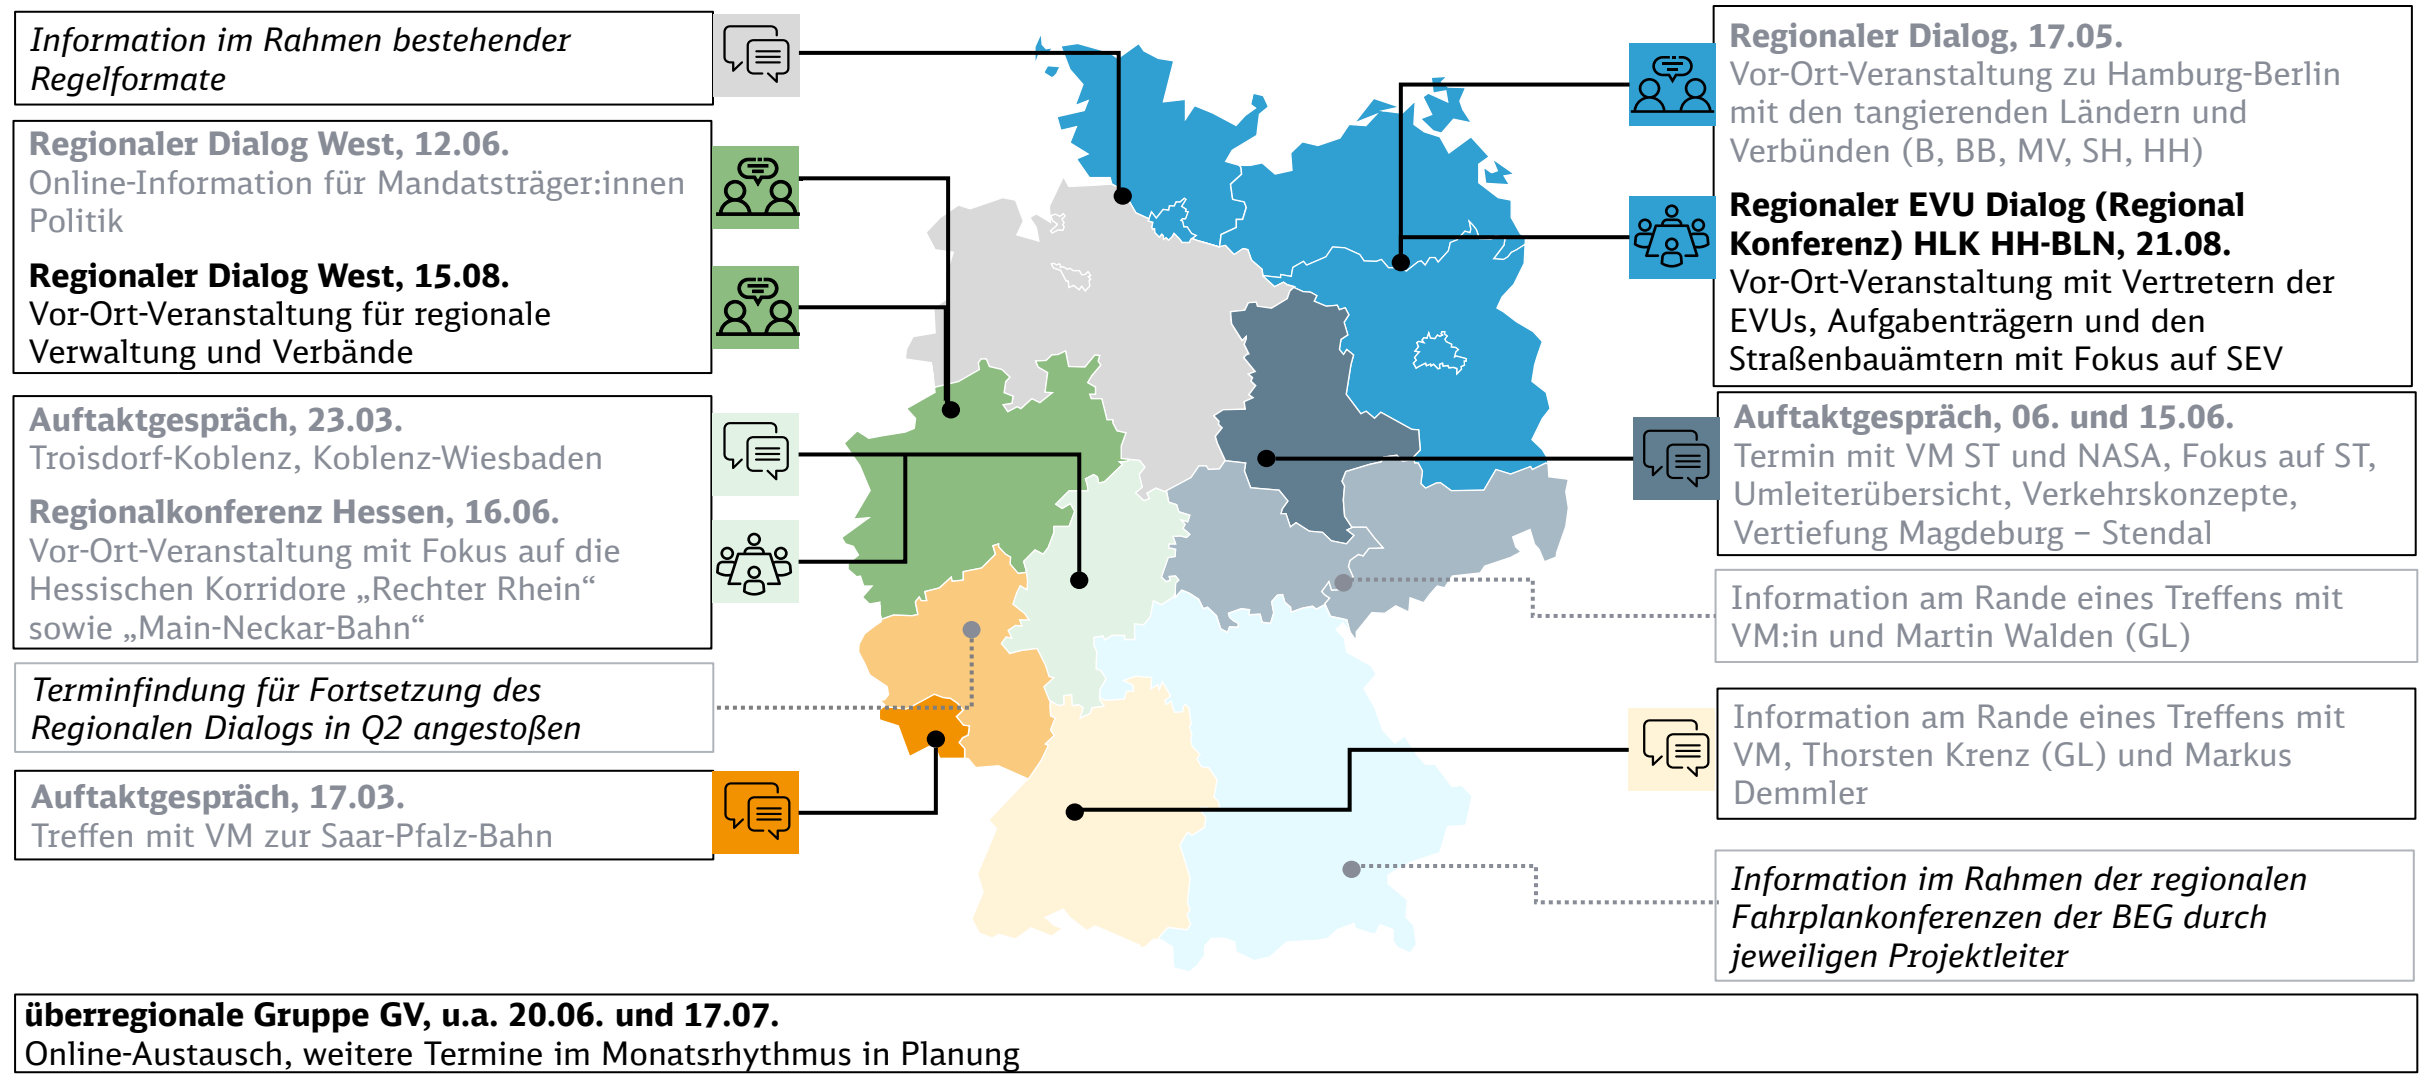 Information im Rahmen bestehender
Regelformate
Regionaler Dialog West, 12.06.
Online-Information für Mandatsträger:innen
Politik
Regionaler Dialog West, 15.08.
Vor-Ort-Veranstaltung für regionale
Verwaltung und Verbände
Auftaktgespräch, 23.03.
Troisdorf-Koblenz, Koblenz-Wiesbaden
Regionalkonferenz Hessen, 16.06.
Vor-Ort-Veranstaltung mit Fokus auf die
Hessischen Korridore „Rechter Rhein“
sowie „Main-Neckar-Bahn“
Terminfindung für Fortsetzung des
Regionalen Dialogs in Q2 angestoßen
Auftaktgespräch, 17.03.
Treffen mit VM zur Saar-Pfalz-Bahn
Regionaler Dialog, 17.05.
Vor-Ort-Veranstaltung zu Hamburg-Berlin
mit den tangierenden Ländern und
Verbünden (B, BB, MV, SH, HH)
Regionaler EVU Dialog (Regional
Konferenz) HLK HH-BLN, 21.08.
Vor-Ort-Veranstaltung mit Vertretern der
EVUs, Aufgabenträgern und den
Straßenbauämtern mit Fokus auf SEV
Auftaktgespräch, 06. und 15.06.
Termin mit VM ST und NASA, Fokus auf ST,
Umleiterübersicht, Verkehrskonzepte,
Vertiefung Magdeburg – Stendal
Information am Rande eines Treffens mit
VM:in und Martin Walden (GL)
Information am Rande eines Treffens mit
VM, Thorsten Krenz (GL) und Markus
Demmler
Information im Rahmen der regionalen
Fahrplankonferenzen der BEG durch
jeweiligen Projektleiter
überregionale Gruppe GV, u.a. 20.06. und 17.07.
Online-Austausch, weitere Termine im Monatsrhythmus in Planung